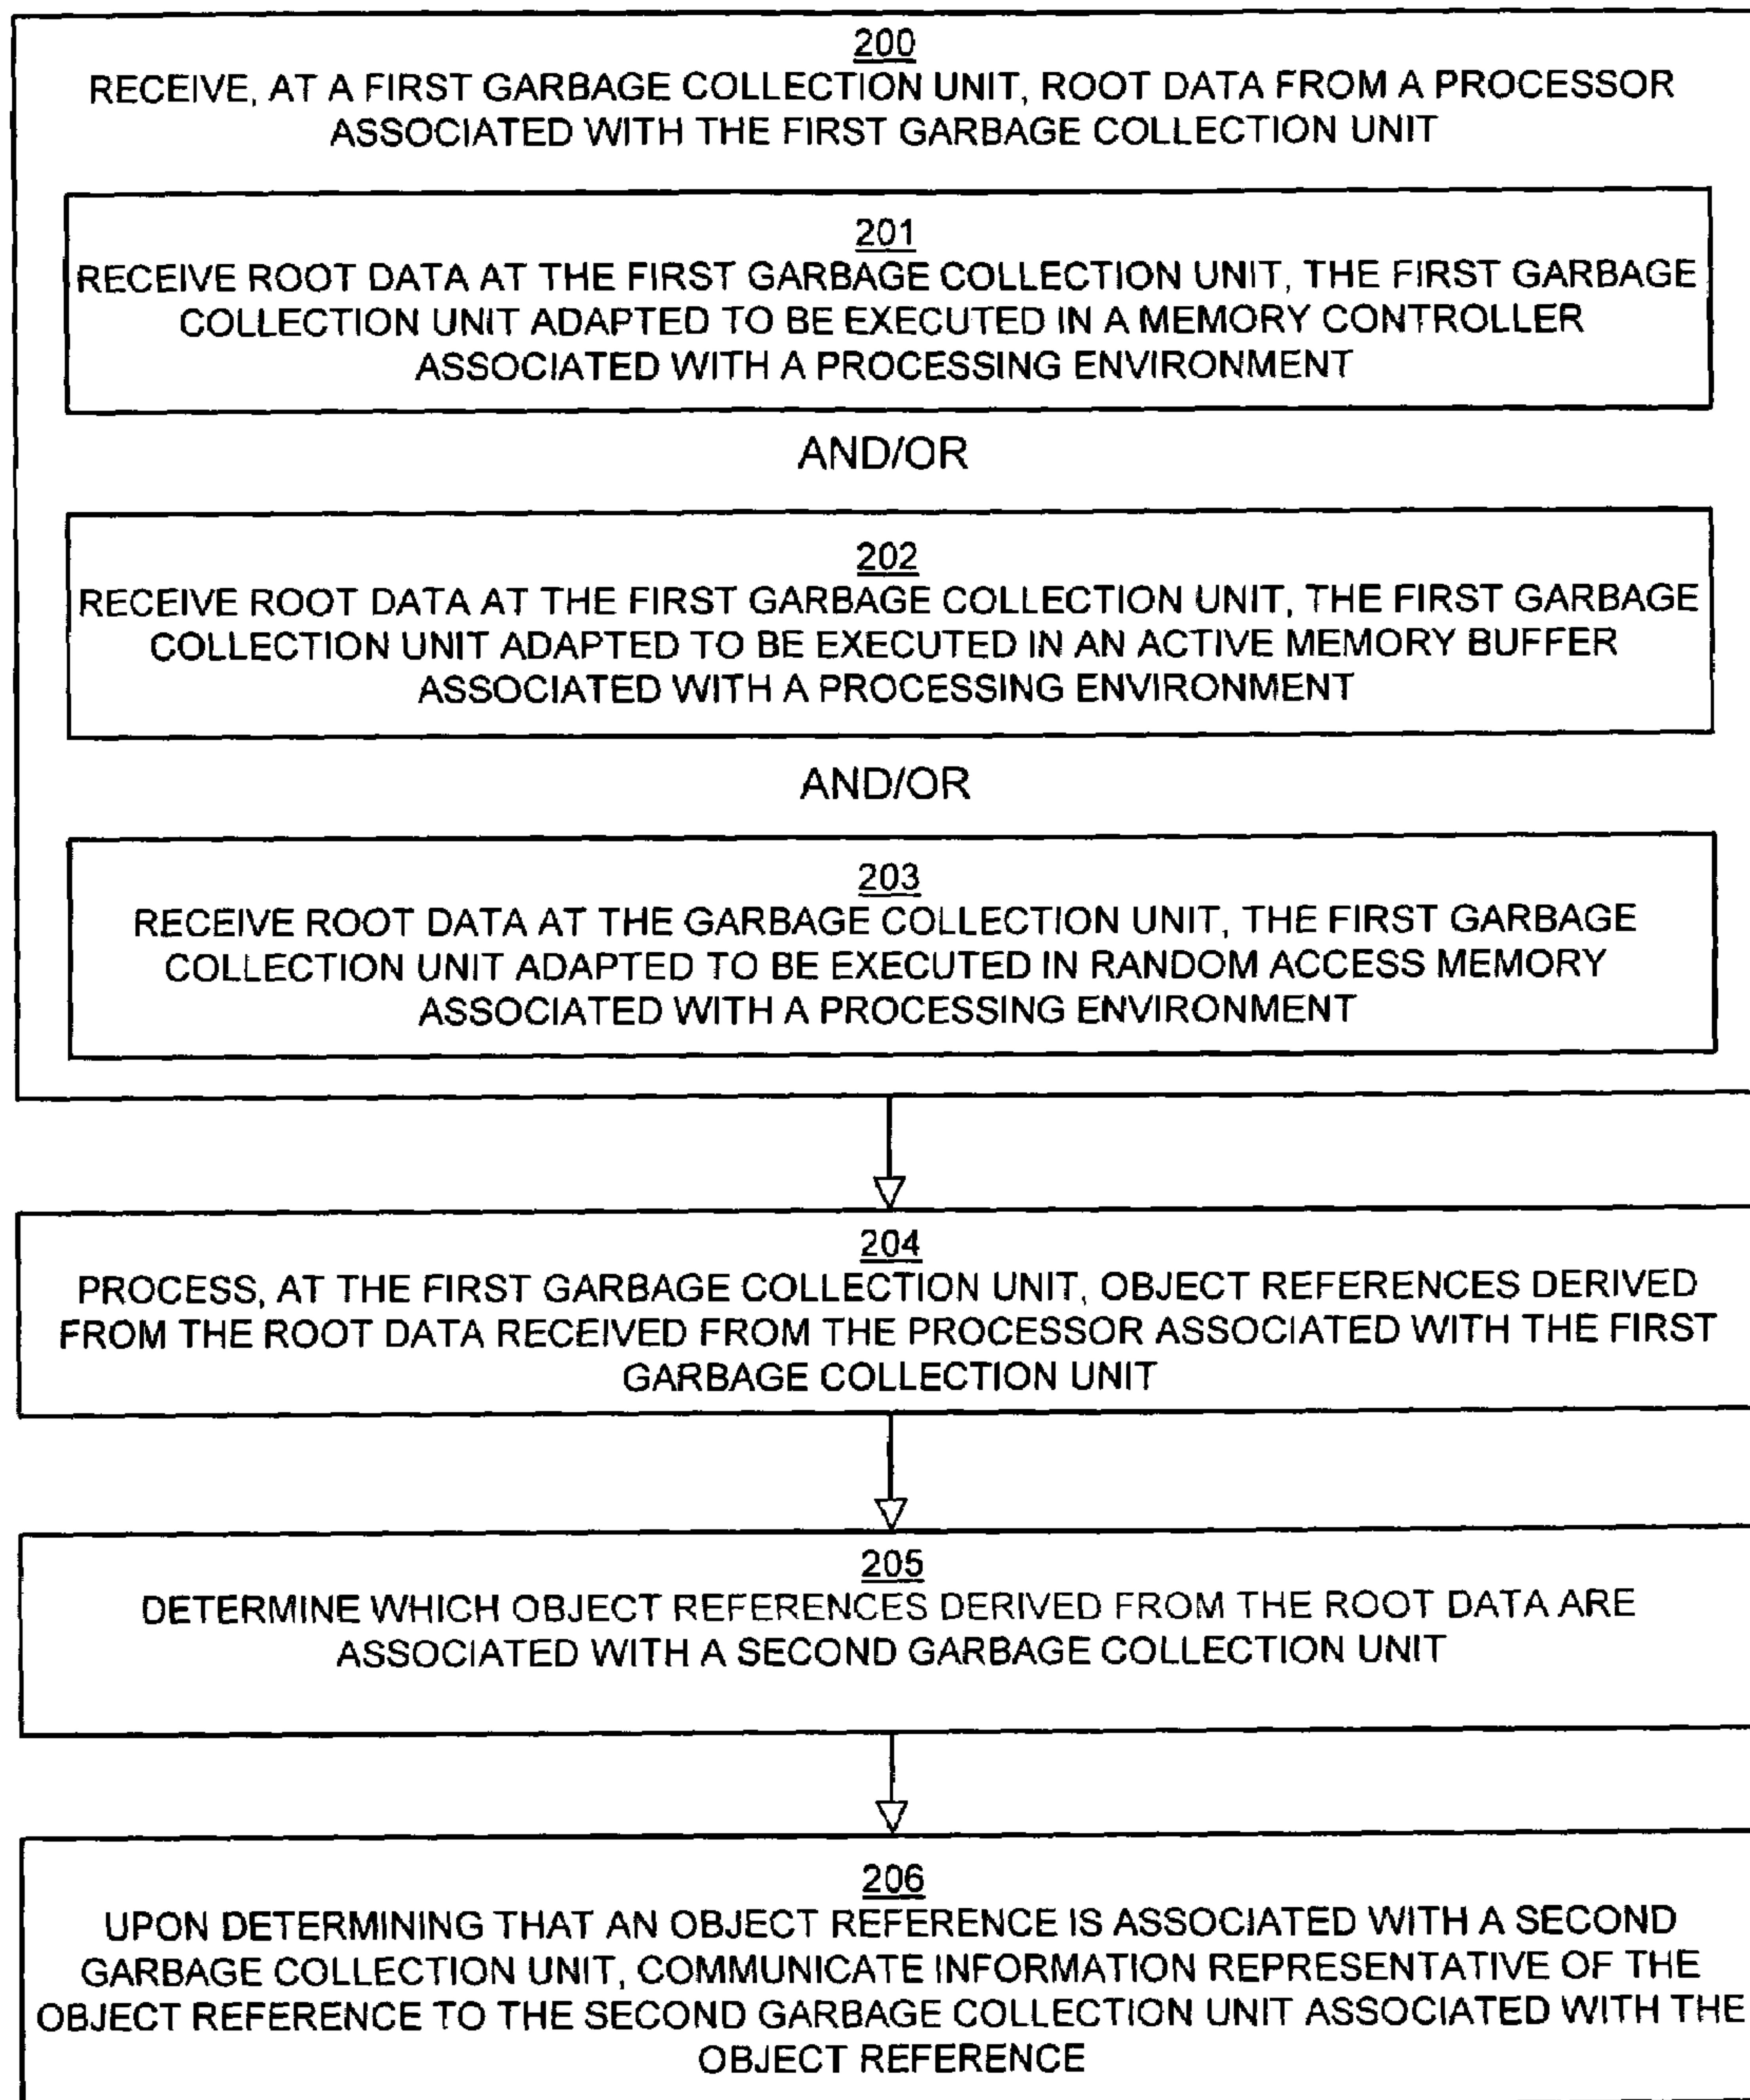 200
RECEIVE, AT A FIRST GARBAGE COLLECTION UNIT, ROOT DATA FROM A PROCESSOR
ASSOCIATED WITH THE FIRST GARBAGE COLLECTION UNIT
201
RECEIVE ROOT DATA AT THE FIRST GARBAGE COLLECTION UNIT, THE FIRST GARBAGE
COLLECTION UNIT ADAPTED TO BE EXECUTED IN A MEMORY CONTROLLER
ASSOCIATED WITH A PROCESSING ENVIRONMENT
AND/OR
202
RECEIVE ROOT DATA AT THE FIRST GARBAGE COLLECTION UNIT, THE FIRST GARBAGE
COLLECTION UNIT ADAPTED TO BE EXECUTED IN AN ACTIVE MEMORY BUFFER
ASSOCIATED WITH A PROCESSING ENVIRONMENT
AND/OR
203
RECEIVE ROOT DATA AT THE GARBAGE COLLECTION UNIT, THE FIRST GARBAGE
COLLECTION UNIT ADAPTED TO BE EXECUTED IN RANDOM ACCESS MEMORY
ASSOCIATED WITH A PROCESSING ENVIRONMENT
204
PROCESS, AT THE FIRST GARBAGE COLLECTION UNIT, OBJECT REFERENCES DERIVED
FROM THE ROOT DATA RECEIVED FROM THE PROCESSOR ASSOCIATED WITH THE FIRST
GARBAGE COLLECTION UNIT
205
DETERMINE WHICH OBJECT REFERENCES DERIVED FROM THE ROOT DATA ARE
ASSOCIATED WITH A SECOND GARBAGE COLLECTION UNIT
206
UPON DETERMINING THAT AN OBJECT REFERENCE IS ASSOCIATED WITH A SECOND
GARBAGE COLLECTION UNIT, COMMUNICATE INFORMATION REPRESENTATIVE OF THE
OBJECT REFERENCE TO THE SECOND GARBAGE COLLECTION UNIT ASSOCIATED WITH THE
OBJECT REFERENCE